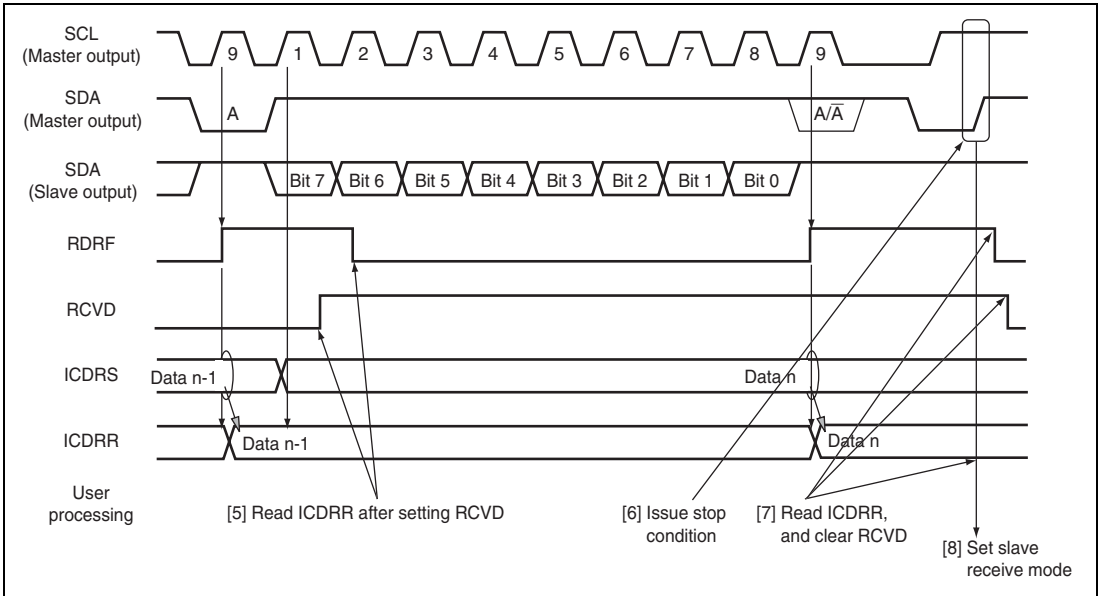 SCL
(Master output)
9 1 2 3 4 5 6 7 8 9
SDA
(Master output)
A A/A̅
SDA
(Slave output)
Bit 7 Bit 6 Bit 5 Bit 4 Bit 3 Bit 2 Bit 1 Bit 0
RDRF
RCVD
ICDRS
Data n-1 Data n
ICDRR
Data n-1 Data n
User
processing
[5] Read ICDRR after setting RCVD
[6] Issue stop
condition
[7] Read ICDRR,
and clear RCVD
[8] Set slave
receive mode